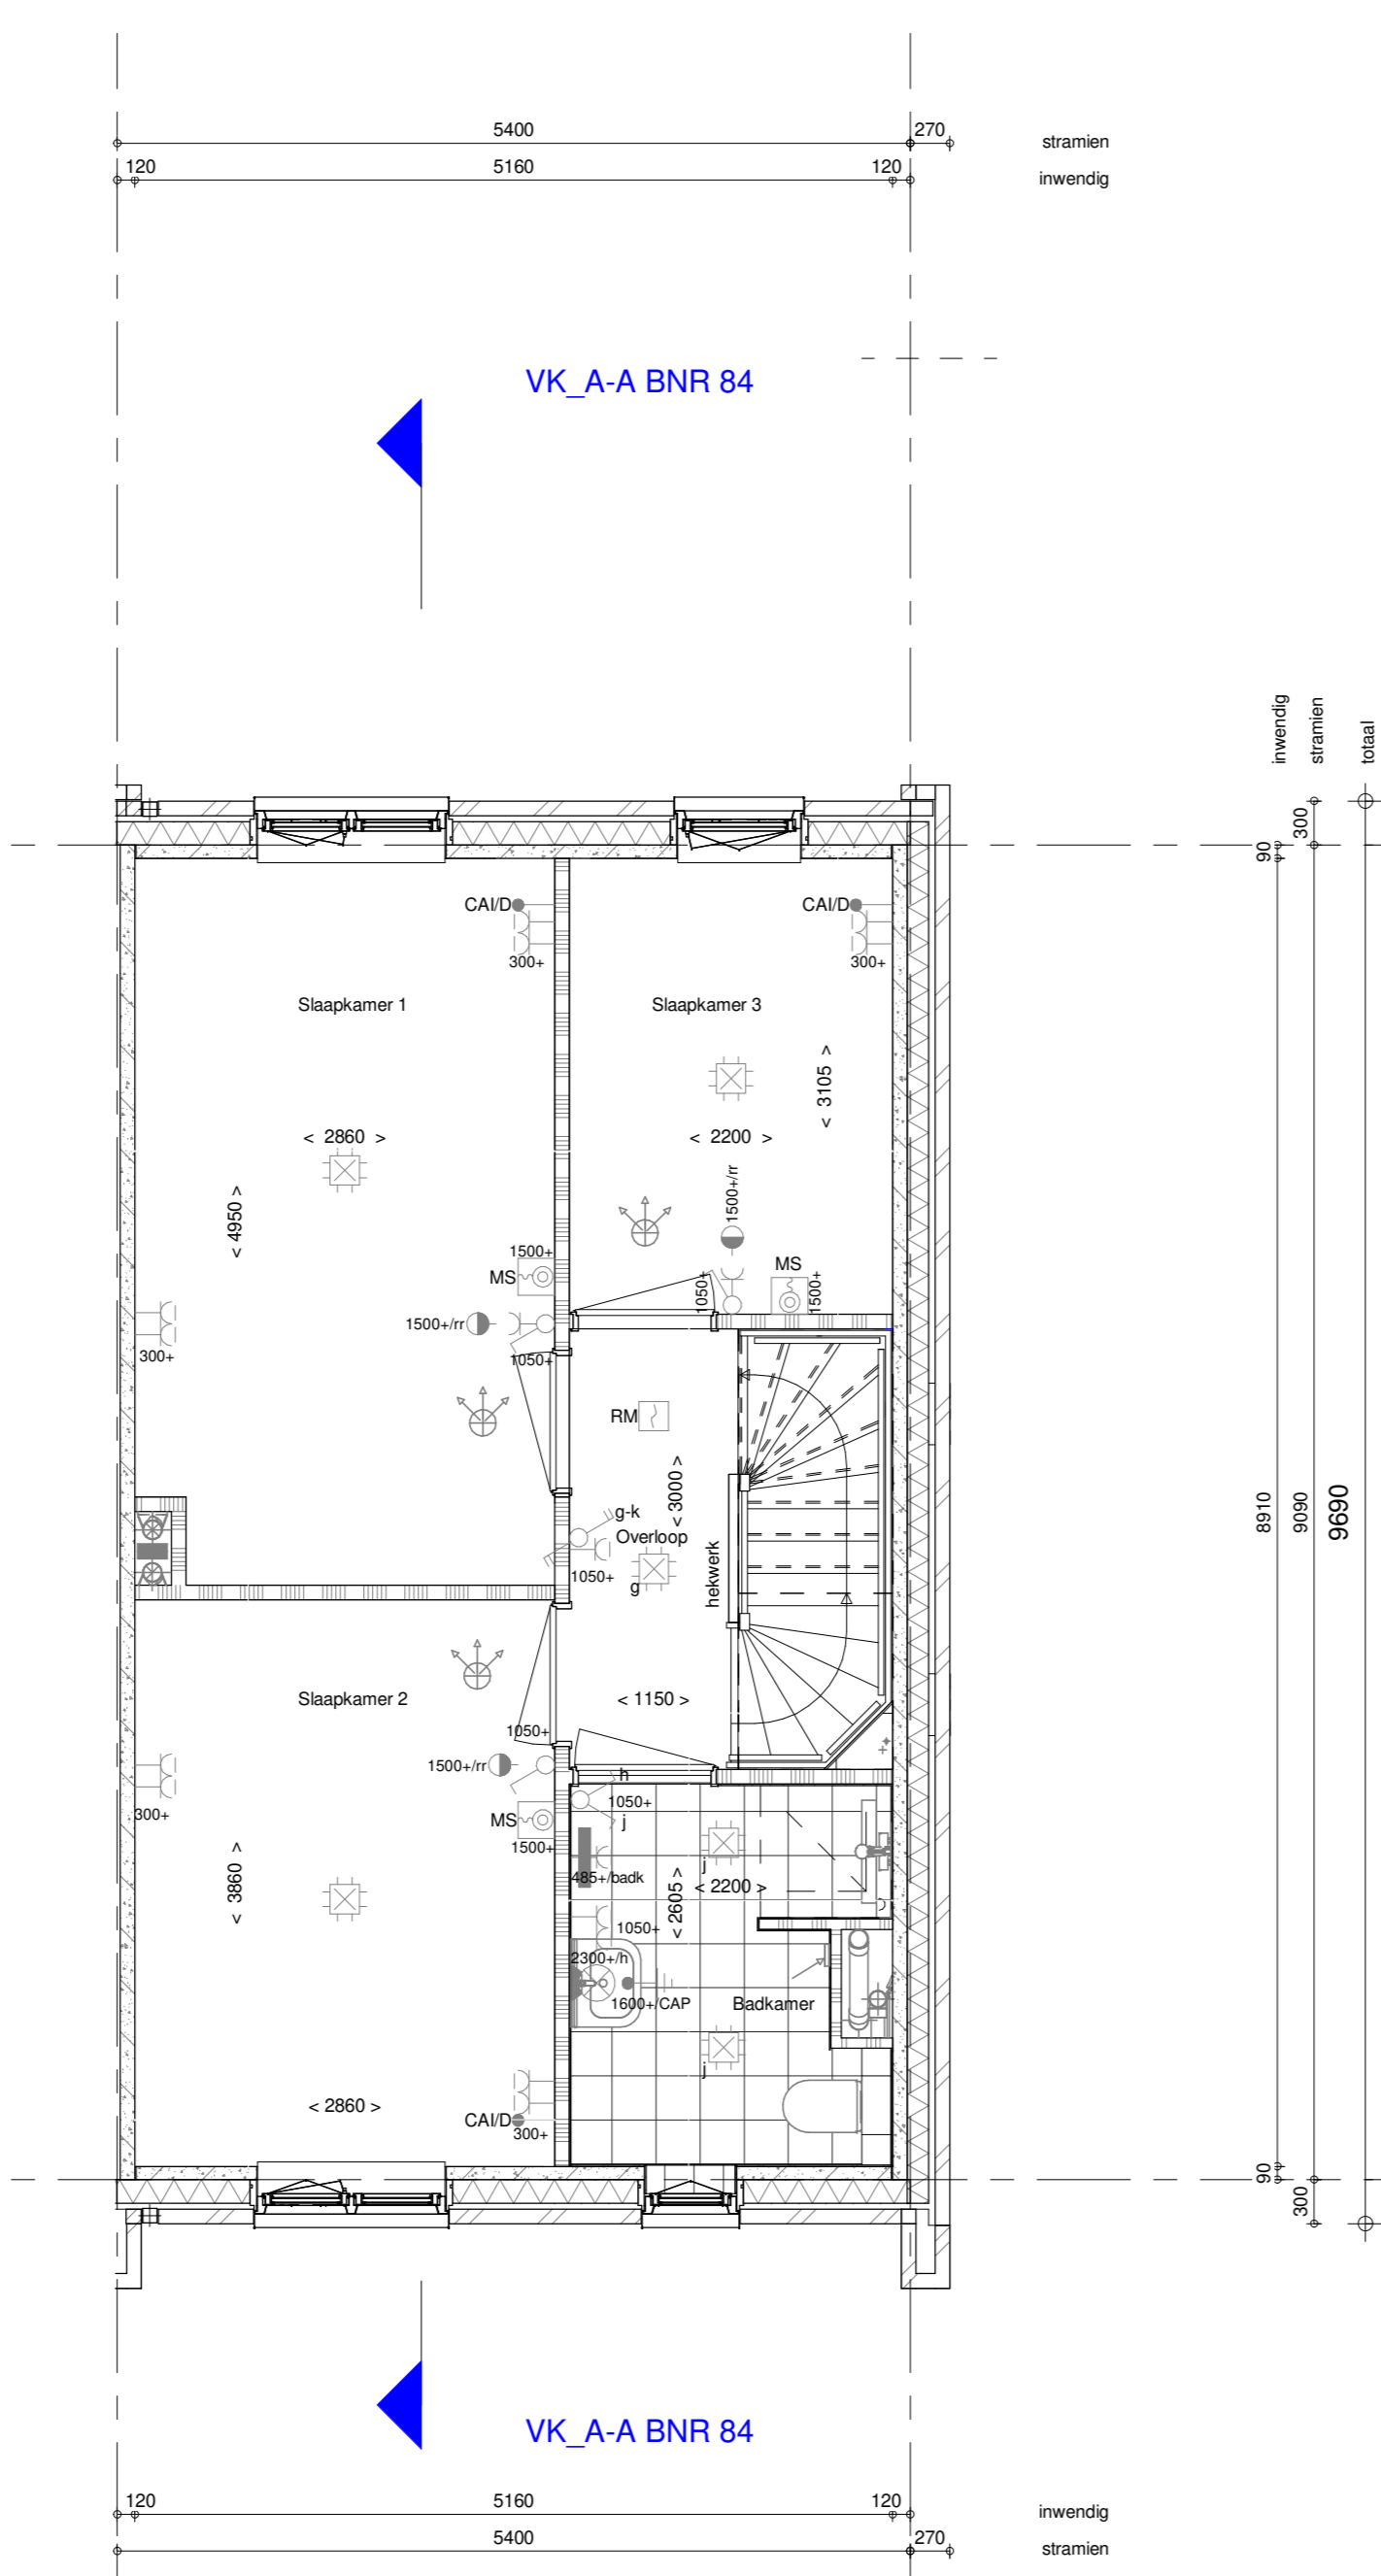 5400 270 stramien
120 5160 120 inwendig
VK_A-A BNR 84
inwendig
stramien
totaal
300
90
CAI/D
300+
CAI/D
300+
Slaapkamer 1
Slaapkamer 3
< 3105 >
< 2860 >
< 2200 >
1500+/rr
< 4950 >
1500+
MS
MS
1500+
1050+
1500+/rr
1050+
300+
RM
< 3000 >
g-k
Overloop
1050+
g
hekwerk
8910
9090
9690
Slaapkamer 2
< 1150 >
1050+
1500+/rr
h
1050+
j
300+
MS
1500+
j
485+/badk
< 2200 >
< 2605 >
< 3860 >
1050+
2300+/h
1600+/CAP
Badkamer
j
< 2860 >
CAI/D
300+
90
300
VK_A-A BNR 84
120 5160 120 inwendig
5400 270 stramien